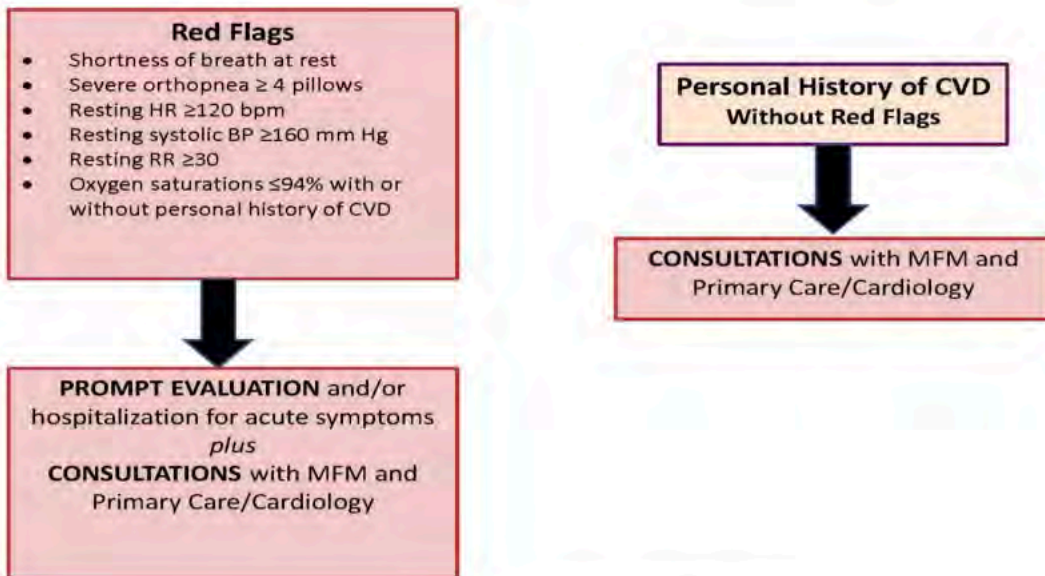 Red Flags
• Shortness of breath at rest
• Severe orthopnea ≥ 4 pillows
• Resting HR ≥120 bpm
• Resting systolic BP ≥160 mm Hg
• Resting RR ≥30
• Oxygen saturations ≤94% with or
without personal history of CVD
PROMPT EVALUATION and/or
hospitalization for acute symptoms
plus
CONSULTATIONS with MFM and
Primary Care/Cardiology
Personal History of CVD
Without Red Flags
CONSULTATIONS with MFM and
Primary Care/Cardiology